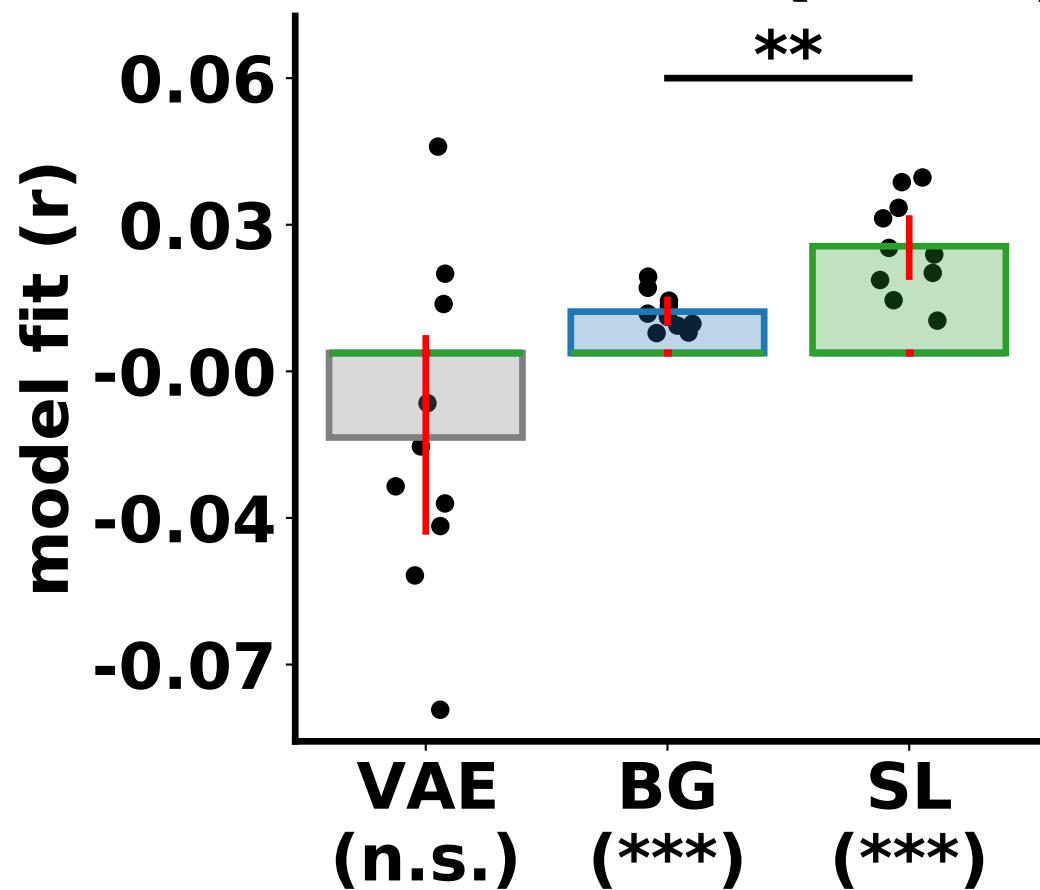 **
0.06
0.03
-0.00
-0.04
-0.07
model fit (r)
VAE BG SL
(n.s.) (***) (***)